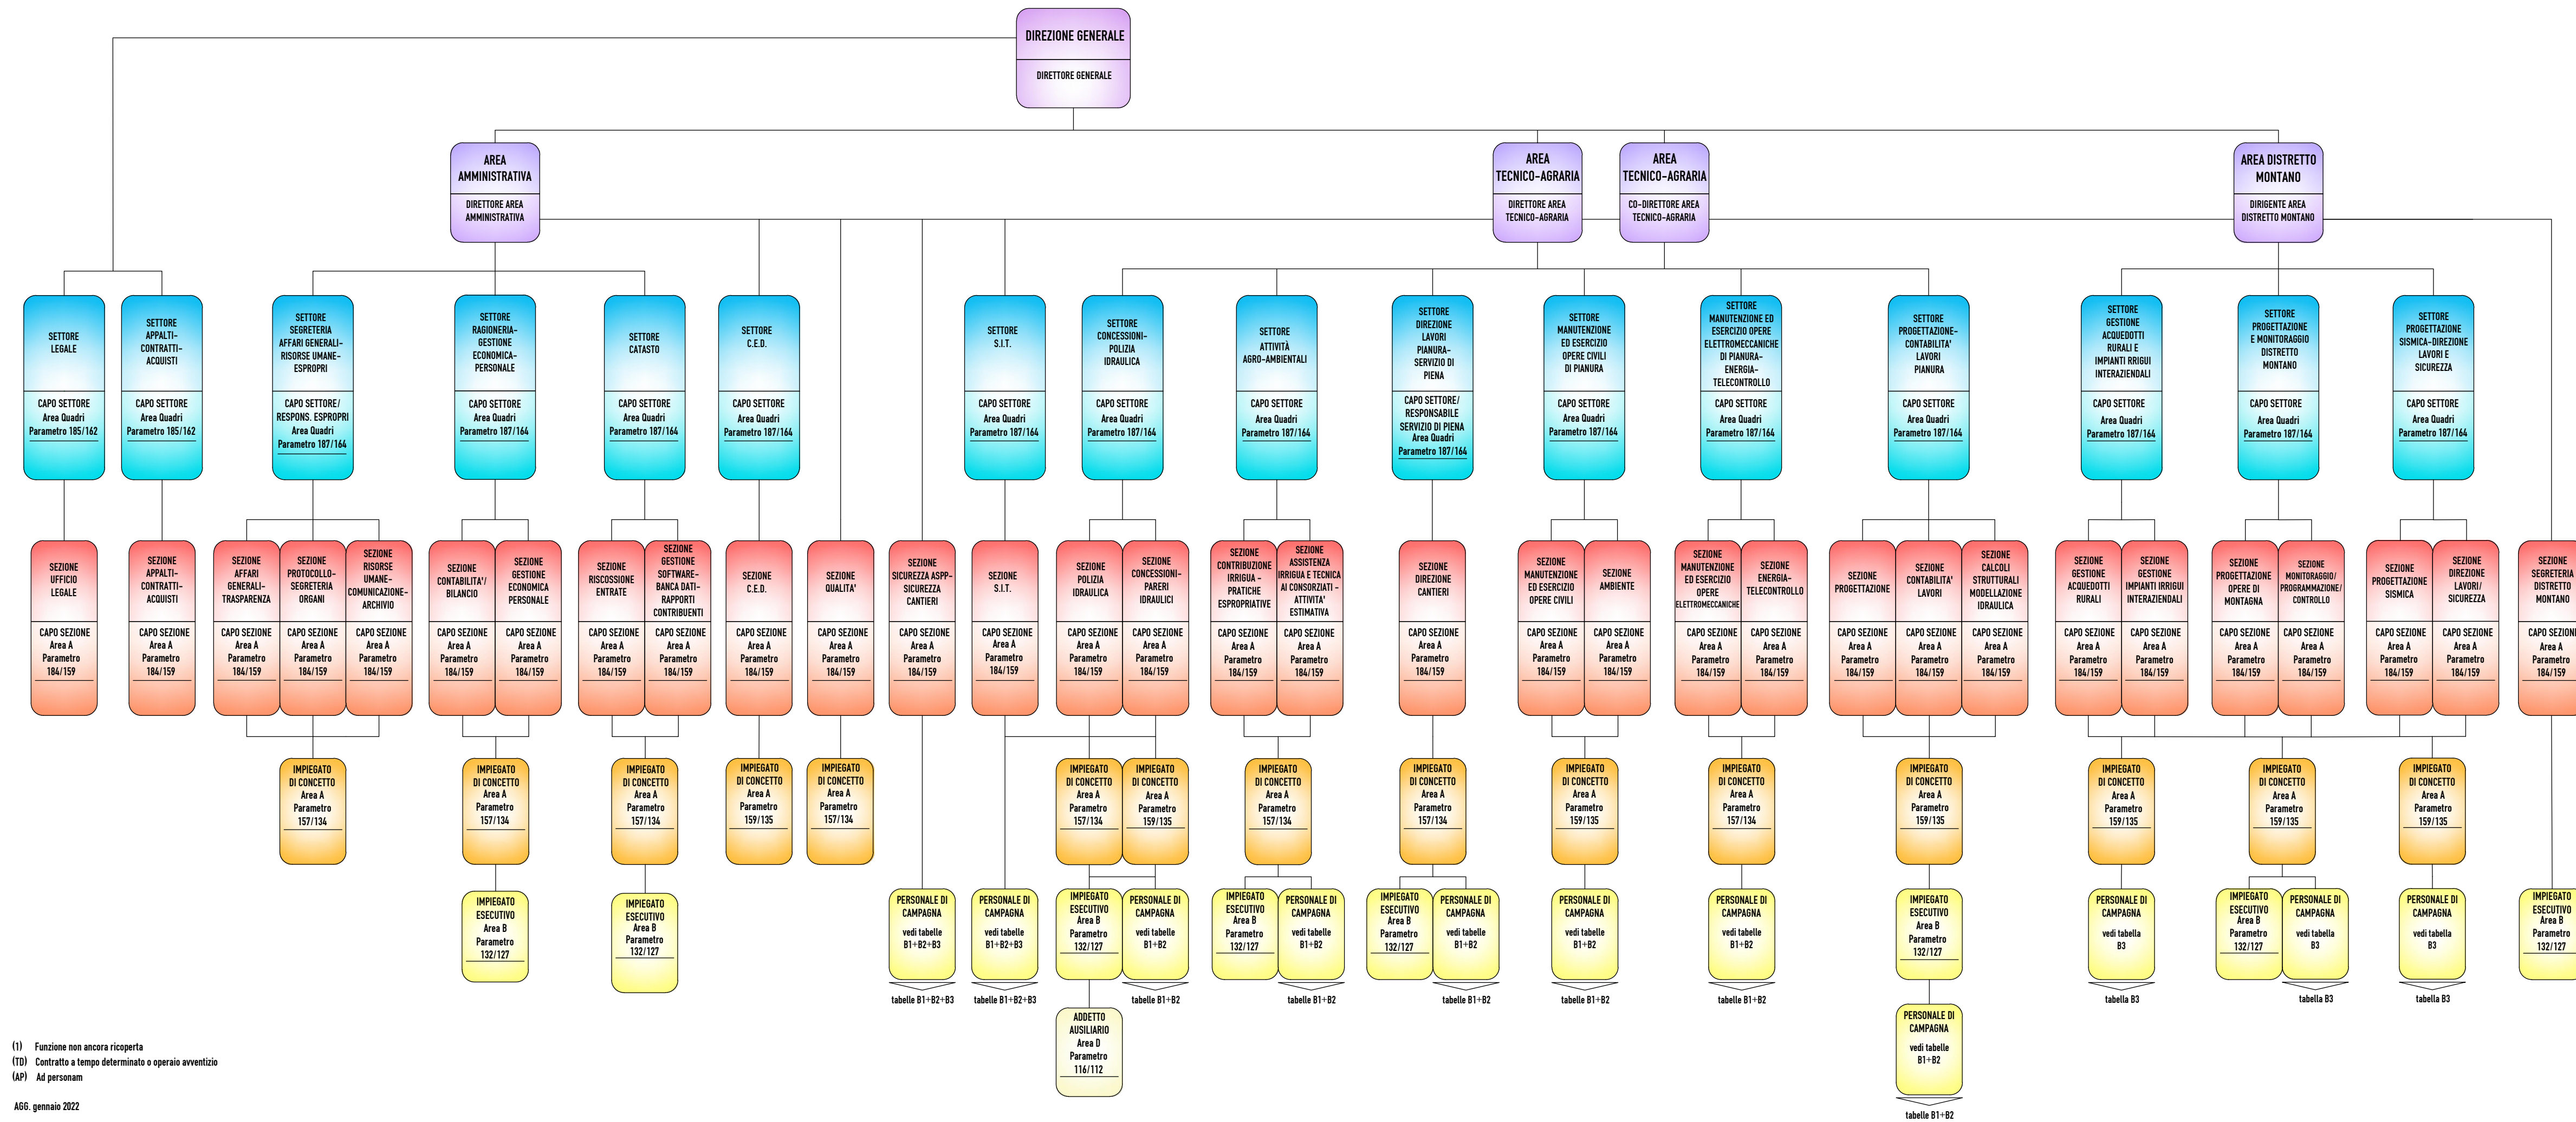 DIREZIONE GENERALE
DIRETTORE GENERALE
AREA
AMMINISTRATIVA
DIRETTORE AREA
AMMINISTRATIVA
AREA
TECNICO-AGRARIA
DIRETTORE AREA
TECNICO-AGRARIA
AREA
TECNICO-AGRARIA
CO-DIRETTORE AREA
TECNICO-AGRARIA
AREA DISTRETTO
MONTANO
DIRIGENTE AREA
DISTRETTO MONTANO
SETTORE
LEGALE
CAPO SETTORE
Area Quadri
Parametro 185/162
SETTORE
APPALTI-
CONTRATTI-
ACQUISTI
CAPO SETTORE
Area Quadri
Parametro 185/162
SETTORE
SEGRETERIA
AFFARI GENERALI-
RISORSE UMANE-
ESPROPRI
CAPO SETTORE/
RESPONS. ESPROPRI
Area Quadri
Parametro 187/164
SETTORE
RAGIONERIA-
GESTIONE
ECONOMICA-
PERSONALE
CAPO SETTORE
Area Quadri
Parametro 187/164
SETTORE
CATASTO
CAPO SETTORE
Area Quadri
Parametro 187/164
SETTORE
C.E.D.
CAPO SETTORE
Area Quadri
Parametro 187/164
SETTORE
S.I.T.
CAPO SETTORE
Area Quadri
Parametro 187/164
SETTORE
CONCESSIONI-
POLIZIA
IDRAULICA
CAPO SETTORE
Area Quadri
Parametro 187/164
SETTORE
ATTIVITÀ
AGRO-AMBIENTALI
CAPO SETTORE
Area Quadri
Parametro 187/164
SETTORE
DIREZIONE
LAVORI
PIANURA-
SERVIZIO DI
PIENA
CAPO SETTORE/
RESPONSABILE
SERVIZIO DI PIENA
Area Quadri
Parametro 187/164
SETTORE
MANUTENZIONE
ED ESERCIZIO
OPERE CIVILI
DI PIANURA
CAPO SETTORE
Area Quadri
Parametro 187/164
SETTORE
MANUTENZIONE ED
ESERCIZIO OPERE
ELETTROMECCANICHE
DI PIANURA-
ENERGIA-
TELECONTROLLO
CAPO SETTORE
Area Quadri
Parametro 187/164
SETTORE
PROGETTAZIONE-
CONTABILITA'
LAVORI
PIANURA
CAPO SETTORE
Area Quadri
Parametro 187/164
SETTORE
GESTIONE
ACQUEDOTTI
RURALI E
IMPIANTI RRIGUI
INTERAZIENDALI
CAPO SETTORE
Area Quadri
Parametro 187/164
SETTORE
PROGETTAZIONE
E MONITORAGGIO
DISTRETTO
MONTANO
CAPO SETTORE
Area Quadri
Parametro 187/164
SETTORE
PROGETTAZIONE
SISMICA-DIREZIONE
LAVORI E
SICUREZZA
CAPO SETTORE
Area Quadri
Parametro 187/164
SEZIONE
UFFICIO
LEGALE
CAPO SEZIONE
Area A
Parametro
184/159
SEZIONE
APPALTI-
CONTRATTI-
ACQUISTI
CAPO SEZIONE
Area A
Parametro
184/159
SEZIONE
AFFARI
GENERALI-
TRASPARENZA
CAPO SEZIONE
Area A
Parametro
184/159
SEZIONE
PROTOCOLLO-
SEGRETERIA
ORGANI
CAPO SEZIONE
Area A
Parametro
184/159
SEZIONE
RISORSE
UMANE-
COMUNICAZIONE-
ARCHIVIO
CAPO SEZIONE
Area A
Parametro
184/159
SEZIONE
CONTABILITA'/
BILANCIO
CAPO SEZIONE
Area A
Parametro
184/159
SEZIONE
GESTIONE
ECONOMICA
PERSONALE
CAPO SEZIONE
Area A
Parametro
184/159
SEZIONE
RISCOSSIONE
ENTRATE
CAPO SEZIONE
Area A
Parametro
184/159
SEZIONE
GESTIONE
SOFTWARE-
BANCA DATI-
RAPPORTI
CONTRIBUENTI
CAPO SEZIONE
Area A
Parametro
184/159
SEZIONE
C.E.D.
CAPO SEZIONE
Area A
Parametro
184/159
SEZIONE
QUALITA'
CAPO SEZIONE
Area A
Parametro
184/159
SEZIONE
SICUREZZA ASPP-
SICUREZZA
CANTIERI
CAPO SEZIONE
Area A
Parametro
184/159
SEZIONE
S.I.T.
CAPO SEZIONE
Area A
Parametro
184/159
SEZIONE
POLIZIA
IDRAULICA
CAPO SEZIONE
Area A
Parametro
184/159
SEZIONE
CONCESSIONI-
PARERI
IDRAULICI
CAPO SEZIONE
Area A
Parametro
184/159
SEZIONE
CONTRIBUZIONE
IRRIGUA -
PRATICHE
ESPROPRIATIVE
CAPO SEZIONE
Area A
Parametro
184/159
SEZIONE
ASSISTENZA
IRRIGUA E TECNICA
AI CONSORZIATI -
ATTIVITA'
ESTIMATIVA
CAPO SEZIONE
Area A
Parametro
184/159
SEZIONE
DIREZIONE
CANTIERI
CAPO SEZIONE
Area A
Parametro
184/159
SEZIONE
MANUTENZIONE
ED ESERCIZIO
OPERE CIVILI
CAPO SEZIONE
Area A
Parametro
184/159
SEZIONE
AMBIENTE
CAPO SEZIONE
Area A
Parametro
184/159
SEZIONE
MANUTENZIONE
ED ESERCIZIO
OPERE
ELETTROMECCANICHE
CAPO SEZIONE
Area A
Parametro
184/159
SEZIONE
ENERGIA-
TELECONTROLLO
CAPO SEZIONE
Area A
Parametro
184/159
SEZIONE
PROGETTAZIONE
CAPO SEZIONE
Area A
Parametro
184/159
SEZIONE
CONTABILITA'
LAVORI
CAPO SEZIONE
Area A
Parametro
184/159
SEZIONE
CALCOLI
STRUTTURALI
MODELLAZIONE
IDRAULICA
CAPO SEZIONE
Area A
Parametro
184/159
SEZIONE
GESTIONE
ACQUEDOTTI
RURALI
CAPO SEZIONE
Area A
Parametro
184/159
SEZIONE
GESTIONE
IMPIANTI IRRIGUI
INTERAZIENDALI
CAPO SEZIONE
Area A
Parametro
184/159
SEZIONE
PROGETTAZIONE
OPERE DI
MONTAGNA
CAPO SEZIONE
Area A
Parametro
184/159
SEZIONE
MONITORAGGIO/
PROGRAMMAZIONE/
CONTROLLO
CAPO SEZIONE
Area A
Parametro
184/159
SEZIONE
PROGETTAZIONE
SISMICA
CAPO SEZIONE
Area A
Parametro
184/159
SEZIONE
DIREZIONE
LAVORI/
SICUREZZA
CAPO SEZIONE
Area A
Parametro
184/159
SEZIONE
SEGRETERIA
DISTRETTO
MONTANO
CAPO SEZIONE
Area A
Parametro
184/159
IMPIEGATO
DI CONCETTO
Area A
Parametro
157/134
IMPIEGATO
DI CONCETTO
Area A
Parametro
157/134
IMPIEGATO
DI CONCETTO
Area A
Parametro
157/134
IMPIEGATO
DI CONCETTO
Area A
Parametro
159/135
IMPIEGATO
DI CONCETTO
Area A
Parametro
157/134
IMPIEGATO
DI CONCETTO
Area A
Parametro
157/134
IMPIEGATO
DI CONCETTO
Area A
Parametro
159/135
IMPIEGATO
DI CONCETTO
Area A
Parametro
157/134
IMPIEGATO
DI CONCETTO
Area A
Parametro
157/134
IMPIEGATO
DI CONCETTO
Area A
Parametro
159/135
IMPIEGATO
DI CONCETTO
Area A
Parametro
157/134
IMPIEGATO
DI CONCETTO
Area A
Parametro
159/135
IMPIEGATO
DI CONCETTO
Area A
Parametro
159/135
IMPIEGATO
DI CONCETTO
Area A
Parametro
159/135
IMPIEGATO
DI CONCETTO
Area A
Parametro
159/135
IMPIEGATO
ESECUTIVO
Area B
Parametro
132/127
IMPIEGATO
ESECUTIVO
Area B
Parametro
132/127
PERSONALE DI
CAMPAGNA
vedi tabelle
B1+B2+B3
tabelle B1+B2+B3
PERSONALE DI
CAMPAGNA
vedi tabelle
B1+B2+B3
tabelle B1+B2+B3
IMPIEGATO
ESECUTIVO
Area B
Parametro
132/127
PERSONALE DI
CAMPAGNA
vedi tabelle
B1+B2
tabelle B1+B2
IMPIEGATO
ESECUTIVO
Area B
Parametro
132/127
PERSONALE DI
CAMPAGNA
vedi tabelle
B1+B2
tabelle B1+B2
IMPIEGATO
ESECUTIVO
Area B
Parametro
132/127
PERSONALE DI
CAMPAGNA
vedi tabelle
B1+B2
tabelle B1+B2
PERSONALE DI
CAMPAGNA
vedi tabelle
B1+B2
tabelle B1+B2
PERSONALE DI
CAMPAGNA
vedi tabelle
B1+B2
tabelle B1+B2
IMPIEGATO
ESECUTIVO
Area B
Parametro
132/127
PERSONALE DI
CAMPAGNA
vedi tabella
B3
tabella B3
IMPIEGATO
ESECUTIVO
Area B
Parametro
132/127
PERSONALE DI
CAMPAGNA
vedi tabella
B3
tabella B3
PERSONALE DI
CAMPAGNA
vedi tabella
B3
tabella B3
IMPIEGATO
ESECUTIVO
Area B
Parametro
132/127
ADDETTO
AUSILIARIO
Area D
Parametro
116/112
PERSONALE DI
CAMPAGNA
vedi tabelle
B1+B2
tabelle B1+B2
(1) Funzione non ancora ricoperta
(TD) Contratto a tempo determinato o operaio avventizio
(AP) Ad personam
AGG. gennaio 2022